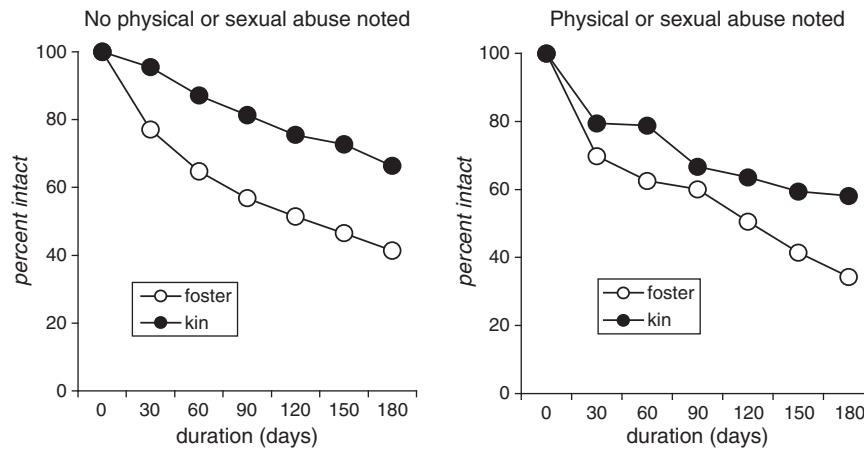 No physical or sexual abuse noted
100
80
60
40
20
0
percent intact
foster
kin
0 30 60 90 120 150 180
duration (days)
Physical or sexual abuse noted
100
80
60
40
20
0
percent intact
foster
kin
0 30 60 90 120 150 180
duration (days)